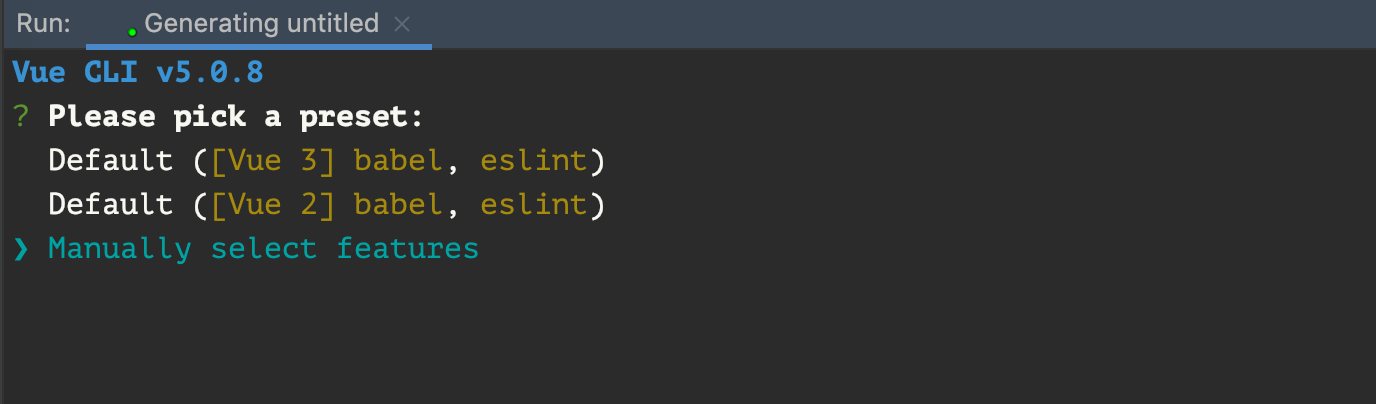 Run: Generating untitled ×
Vue CLI v5.0.8
? Please pick a preset:
Default ([Vue 3] babel, eslint)
Default ([Vue 2] babel, eslint)
❯ Manually select features